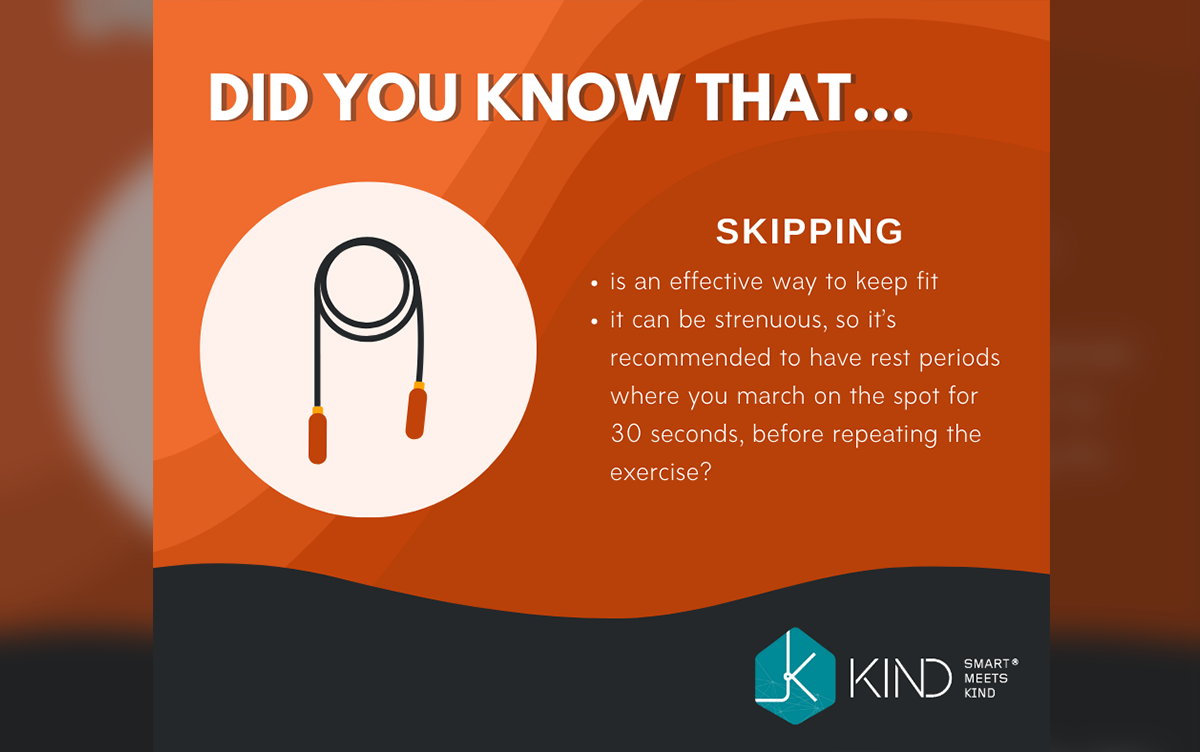 DID YOU KNOW THAT...
SKIPPING
• is an effective way to keep fit
• it can be strenuous, so it's
recommended to have rest periods
where you march on the spot for
30 seconds, before repeating the
exercise?
KIND
SMART®
MEETS
KIND